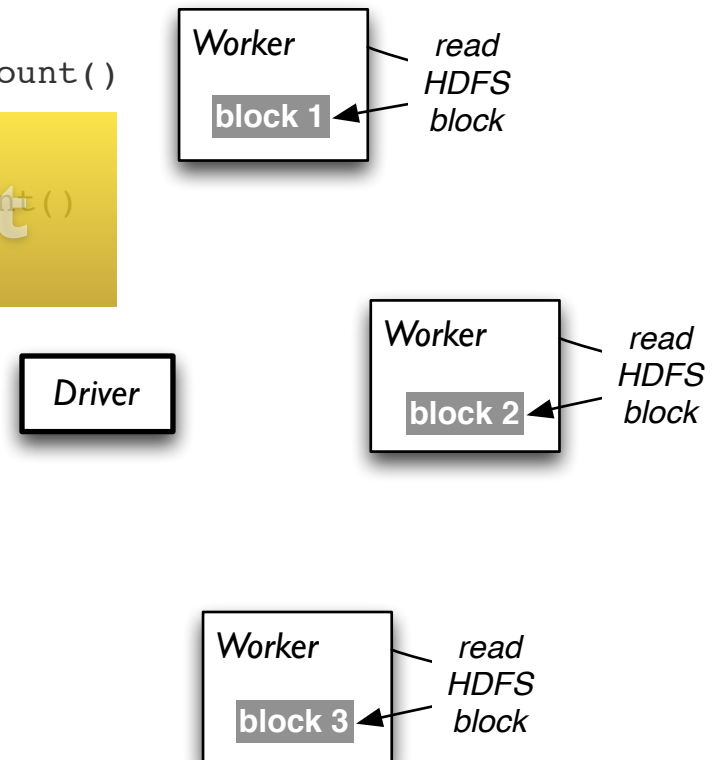 ount()
Worker
block 1
read
HDFS
block
t
nt()
Worker
block 2
read
HDFS
block
Driver
Worker
block 3
read
HDFS
block